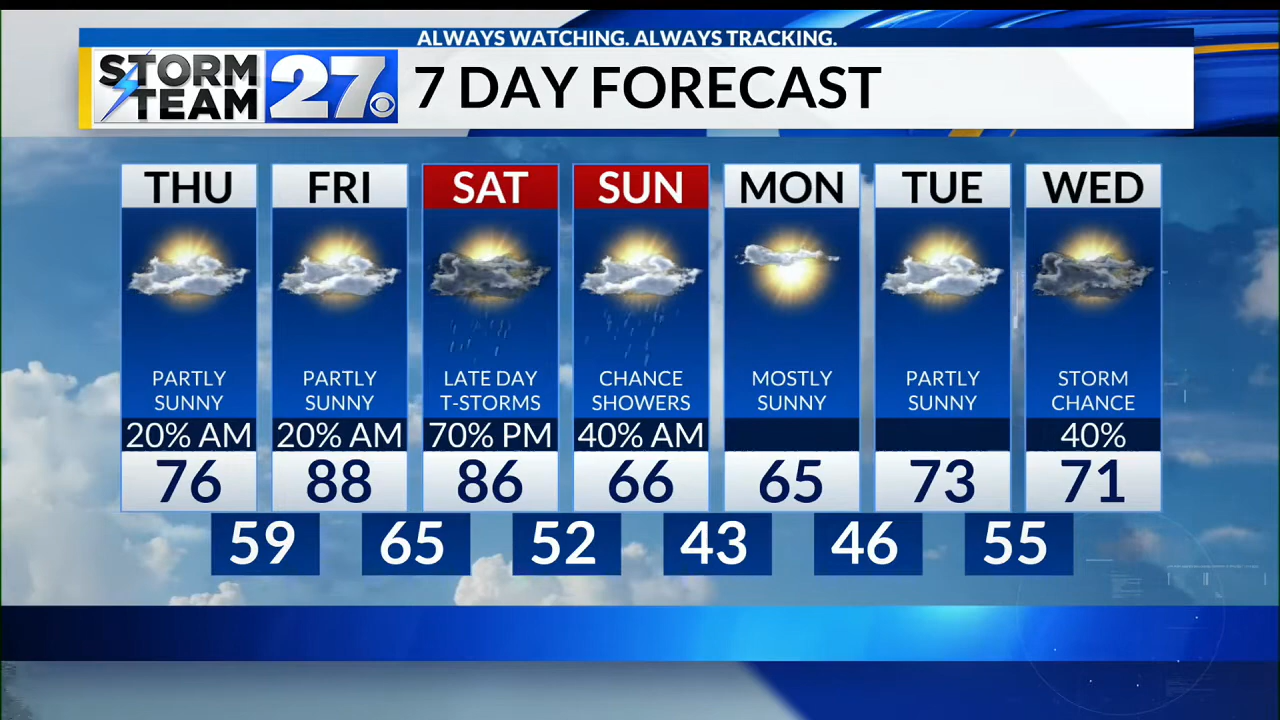 ALWAYS WATCHING. ALWAYS TRACKING.
STORM TEAM 27 7 DAY FORECAST
THU FRI SAT SUN MON TUE WED
PARTLY PARTLY LATE DAY CHANCE MOSTLY PARTLY STORM
SUNNY SUNNY T-STORMS SHOWERS SUNNY SUNNY CHANCE
20% AM 20% AM 70% PM 40% AM 40%
76 88 86 66 65 73 71
59 65 52 43 46 55